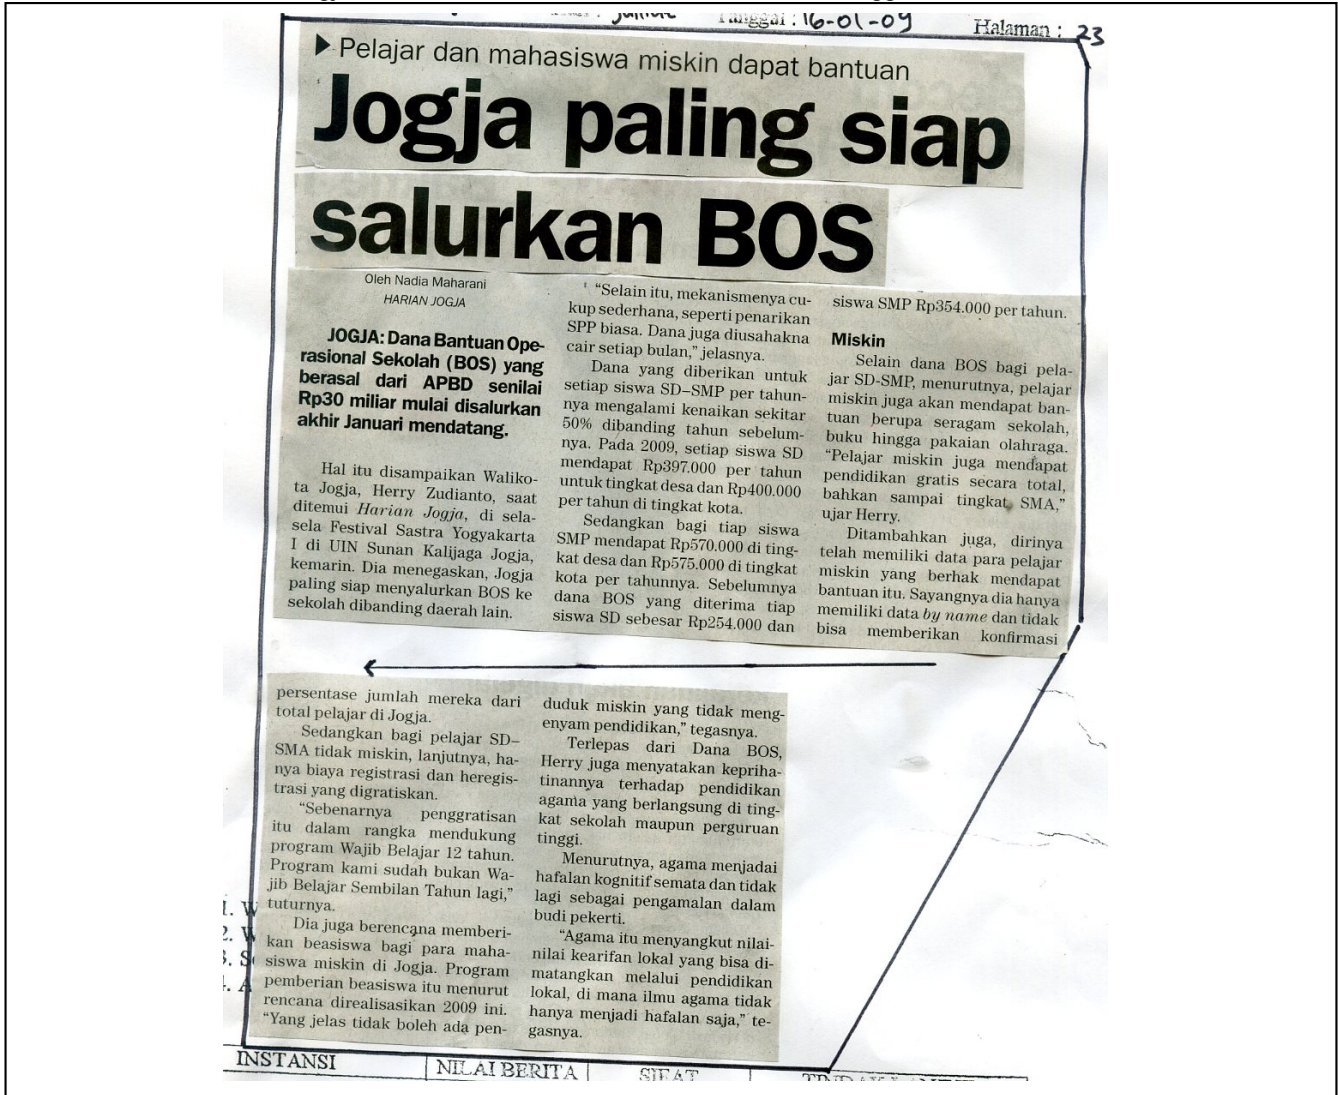 Tanggal : 16-01-09
Halaman : 23
Pelajar dan mahasiswa miskin dapat bantuan
Jogja paling siap
salurkan BOS
Oleh Nadia Maharani
HARIAN JOGJA
JOGJA: Dana Bantuan Ope-
rasional Sekolah (BOS) yang
berasal dari APBD senilai
Rp30 miliar mulai disalurkan
akhir Januari mendatang.
Hal itu disampaikan Waliko-
ta Jogja, Herry Zudianto, saat
ditemui Harian Jogja, di sela-
sela Festival Sastra Yogyakarta
I di UIN Sunan Kalijaga Jogja,
kemarin. Dia menegaskan, Jogja
paling siap menyalurkan BOS ke
sekolah dibanding daerah lain.
"Selain itu, mekanismenya cu-
kup sederhana, seperti penarikan
SPP biasa. Dana juga diusahakna
cair setiap bulan," jelasnya.
Dana yang diberikan untuk
setiap siswa SD–SMP per tahun-
nya mengalami kenaikan sekitar
50% dibanding tahun sebelum-
nya. Pada 2009, setiap siswa SD
mendapat Rp397.000 per tahun
untuk tingkat desa dan Rp400.000
per tahun di tingkat kota.
Sedangkan bagi tiap siswa
SMP mendapat Rp570.000 di ting-
kat desa dan Rp575.000 di tingkat
kota per tahunnya. Sebelumnya
dana BOS yang diterima tiap
siswa SD sebesar Rp254.000 dan
siswa SMP Rp354.000 per tahun.
Miskin
Selain dana BOS bagi pela-
jar SD-SMP, menurutnya, pelajar
miskin juga akan mendapat ban-
tuan berupa seragam sekolah,
buku hingga pakaian olahraga.
"Pelajar miskin juga mendapat
pendidikan gratis secara total,
bahkan sampai tingkat SMA,"
ujar Herry.
Ditambahkan juga, dirinya
telah memiliki data para pelajar
miskin yang berhak mendapat
bantuan itu. Sayangnya dia hanya
memiliki data by name dan tidak
bisa memberikan konfirmasi
persentase jumlah mereka dari
total pelajar di Jogja.
Sedangkan bagi pelajar SD–
SMA tidak miskin, lanjutnya, ha-
nya biaya registrasi dan heregis-
trasi yang digratiskan.
"Sebenarnya penggratisan
itu dalam rangka mendukung
program Wajib Belajar 12 tahun.
Program kami sudah bukan Wa-
jib Belajar Sembilan Tahun lagi,"
tuturnya.
Dia juga berencana memberi-
kan beasiswa bagi para maha-
siswa miskin di Jogja. Program
pemberian beasiswa itu menurut
rencana direalisasikan 2009 ini.
"Yang jelas tidak boleh ada pen-
duduk miskin yang tidak meng-
enyam pendidikan," tegasnya.
Terlepas dari Dana BOS,
Herry juga menyatakan kepriha-
tinannya terhadap pendidikan
agama yang berlangsung di ting-
kat sekolah maupun perguruan
tinggi.
Menurutnya, agama menjadai
hafalan kognitif semata dan tidak
lagi sebagai pengamalan dalam
budi pekerti.
"Agama itu menyangkut nilai-
nilai kearifan lokal yang bisa di-
matangkan melalui pendidikan
lokal, di mana ilmu agama tidak
hanya menjadi hafalan saja," te-
gasnya.
1. W
2. W
3. S
. A
INSTANSI
NILAI BERITA
SIFAT